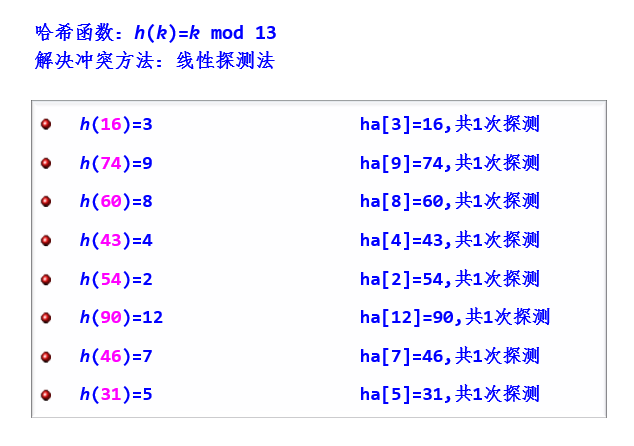 哈希函数：h(k)=k mod 13
解决冲突方法：线性探测法
h(16)=3 ha[3]=16,共1次探测
h(74)=9 ha[9]=74,共1次探测
h(60)=8 ha[8]=60,共1次探测
h(43)=4 ha[4]=43,共1次探测
h(54)=2 ha[2]=54,共1次探测
h(90)=12 ha[12]=90,共1次探测
h(46)=7 ha[7]=46,共1次探测
h(31)=5 ha[5]=31,共1次探测